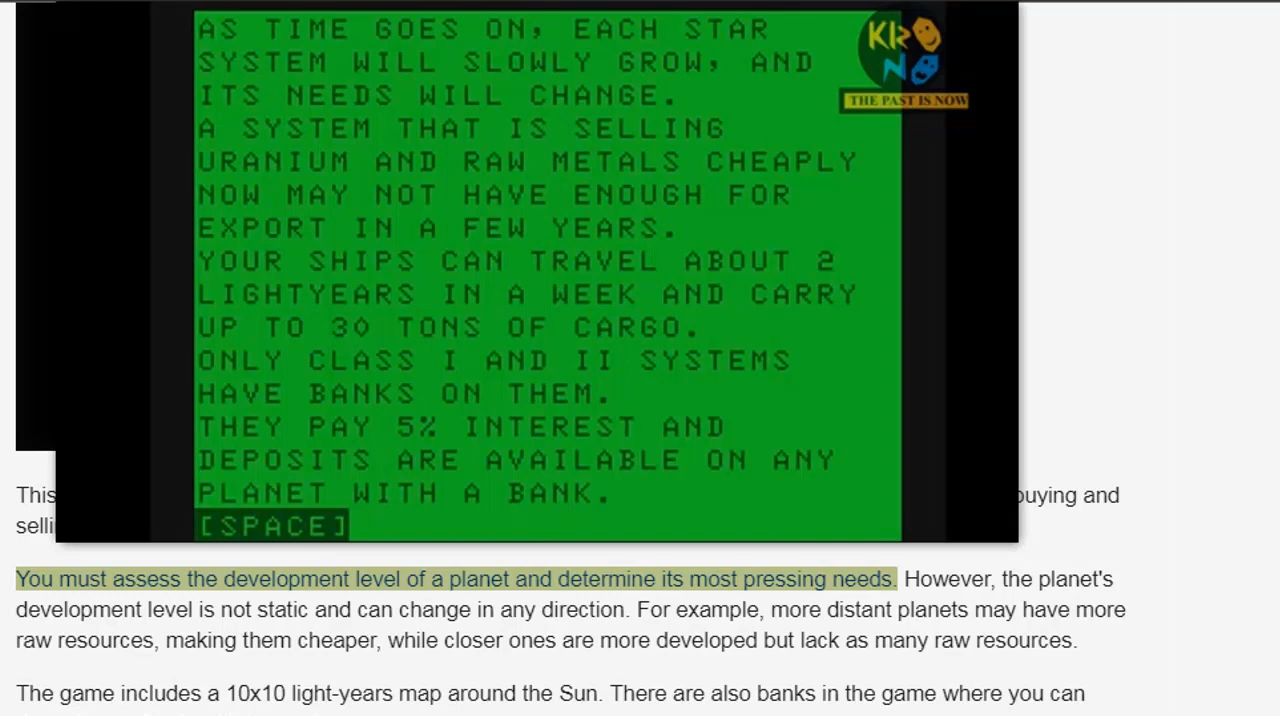 AS TIME GOES ON, EACH STAR
SYSTEM WILL SLOWLY GROW, AND
ITS NEEDS WILL CHANGE.
A SYSTEM THAT IS SELLING
URANIUM AND RAW METALS CHEAPLY
NOW MAY NOT HAVE ENOUGH FOR
EXPORT IN A FEW YEARS.
YOUR SHIPS CAN TRAVEL ABOUT 2
LIGHTYEARS IN A WEEK AND CARRY
UP TO 30 TONS OF CARGO.
ONLY CLASS I AND II SYSTEMS
HAVE BANKS ON THEM.
THEY PAY 5% INTEREST AND
DEPOSITS ARE AVAILABLE ON ANY
PLANET WITH A BANK.
[SPACE]
KRONO
THE PAST IS NOW
This buying and
selli
You must assess the development level of a planet and determine its most pressing needs. However, the planet's
development level is not static and can change in any direction. For example, more distant planets may have more
raw resources, making them cheaper, while closer ones are more developed but lack as many raw resources.
The game includes a 10x10 light-years map around the Sun. There are also banks in the game where you can